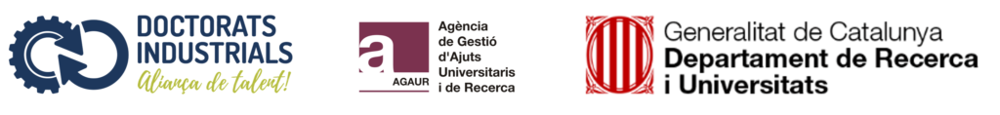 DOCTORATS
INDUSTRIALS
Aliança de talent!
a
AGAUR
Agència
de Gestió
d'Ajuts
Universitaris
i de Recerca
Generalitat de Catalunya
Departament de Recerca
i Universitats